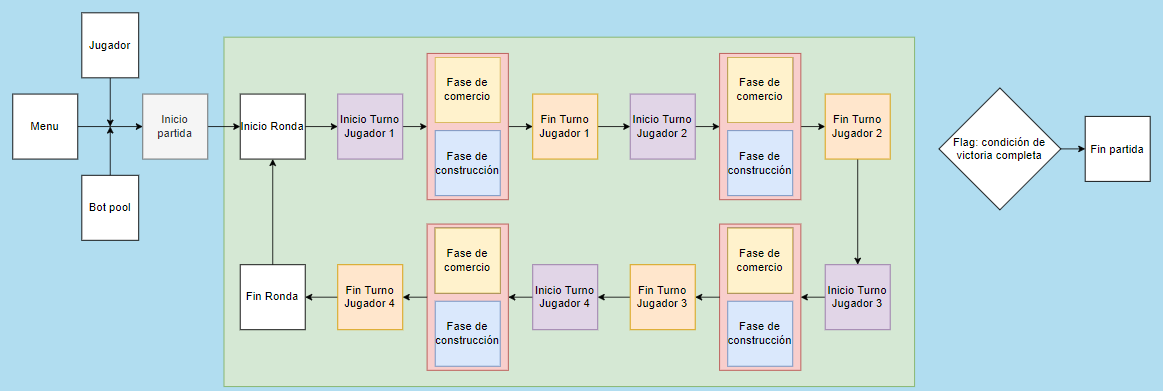 Jugador
Menu
Bot pool
Inicio
partida
Inicio Ronda
Inicio Turno
Jugador 1
Fase de
comercio
Fase de
construcción
Fin Turno
Jugador 1
Inicio Turno
Jugador 2
Fase de
comercio
Fase de
construcción
Fin Turno
Jugador 2
Inicio Turno
Jugador 3
Fase de
comercio
Fase de
construcción
Fin Turno
Jugador 3
Inicio Turno
Jugador 4
Fase de
comercio
Fase de
construcción
Fin Turno
Jugador 4
Fin Ronda
Flag: condición de
victoria completa
Fin partida